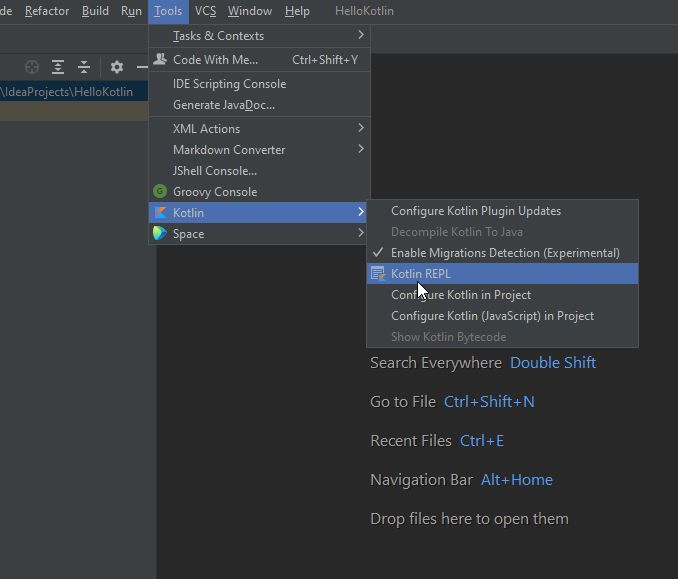 de Refactor Build Run Tools VCS Window Help HelloKotlin
Tasks & Contexts
Code With Me... Ctrl+Shift+Y
\IdeaProjects\HelloKotlin
IDE Scripting Console
Generate JavaDoc...
XML Actions
Markdown Converter
JShell Console...
G Groovy Console
Kotlin
Space
Configure Kotlin Plugin Updates
Decompile Kotlin To Java
Enable Migrations Detection (Experimental)
Kotlin REPL
Configure Kotlin in Project
Configure Kotlin (JavaScript) in Project
Show Kotlin Bytecode
Search Everywhere Double Shift
Go to File Ctrl+Shift+N
Recent Files Ctrl+E
Navigation Bar Alt+Home
Drop files here to open them